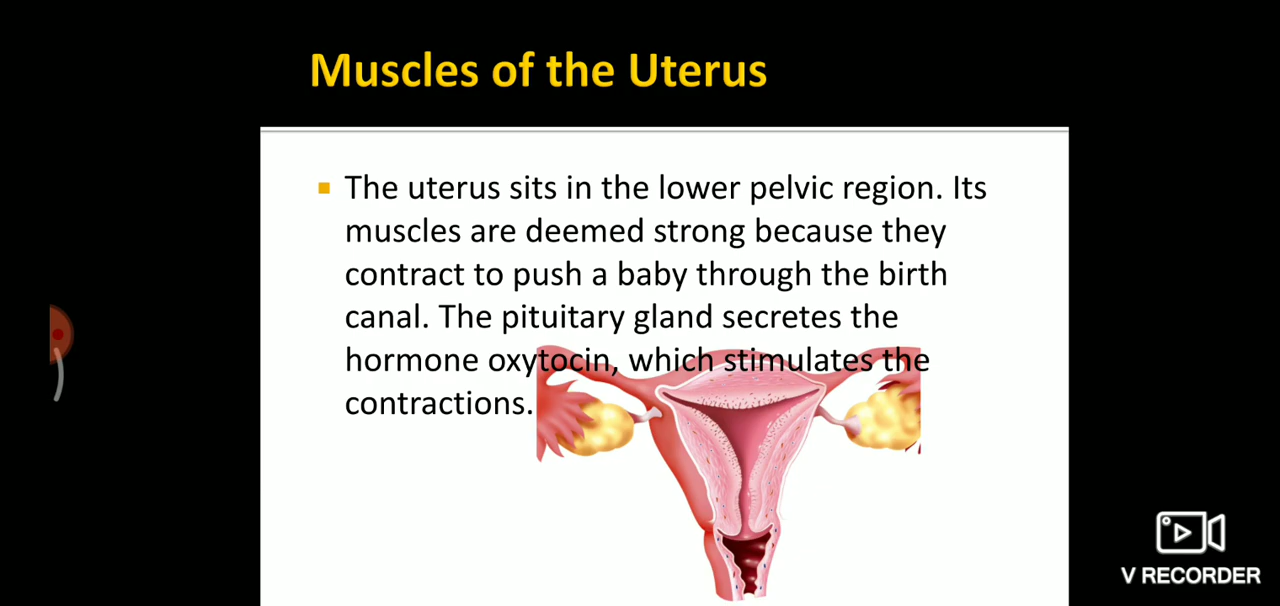 Muscles of the Uterus
The uterus sits in the lower pelvic region. Its
muscles are deemed strong because they
contract to push a baby through the birth
canal. The pituitary gland secretes the
hormone oxytocin, which stimulates the
contractions.
V RECORDER